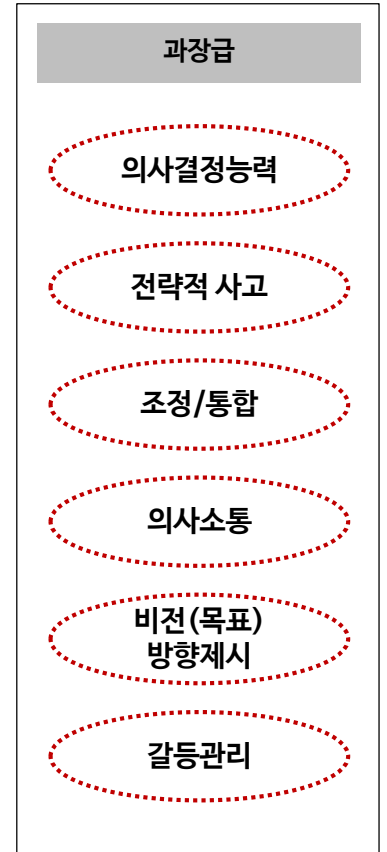 과장급
의사결정능력
전략적 사고
조정/통합
의사소통
비전(목표)
방향제시
갈등관리